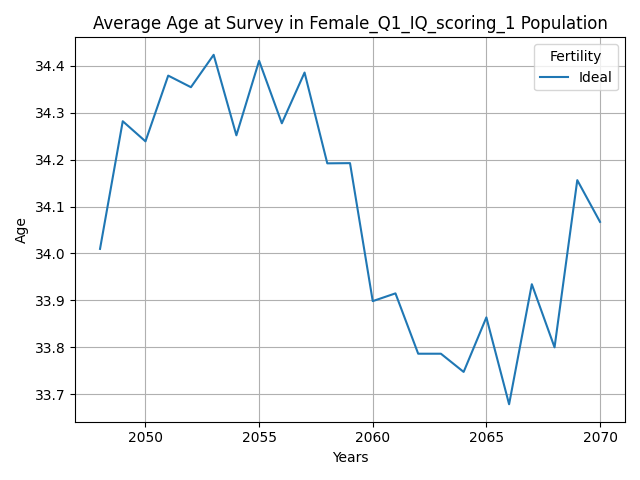 Average Age at Survey in Female_Q1_IQ_scoring_1 Population
Fertility
Ideal
34.4
34.3
34.2
34.1
34.0
33.9
33.8
33.7
Age
2050 2055 2060 2065 2070
Years